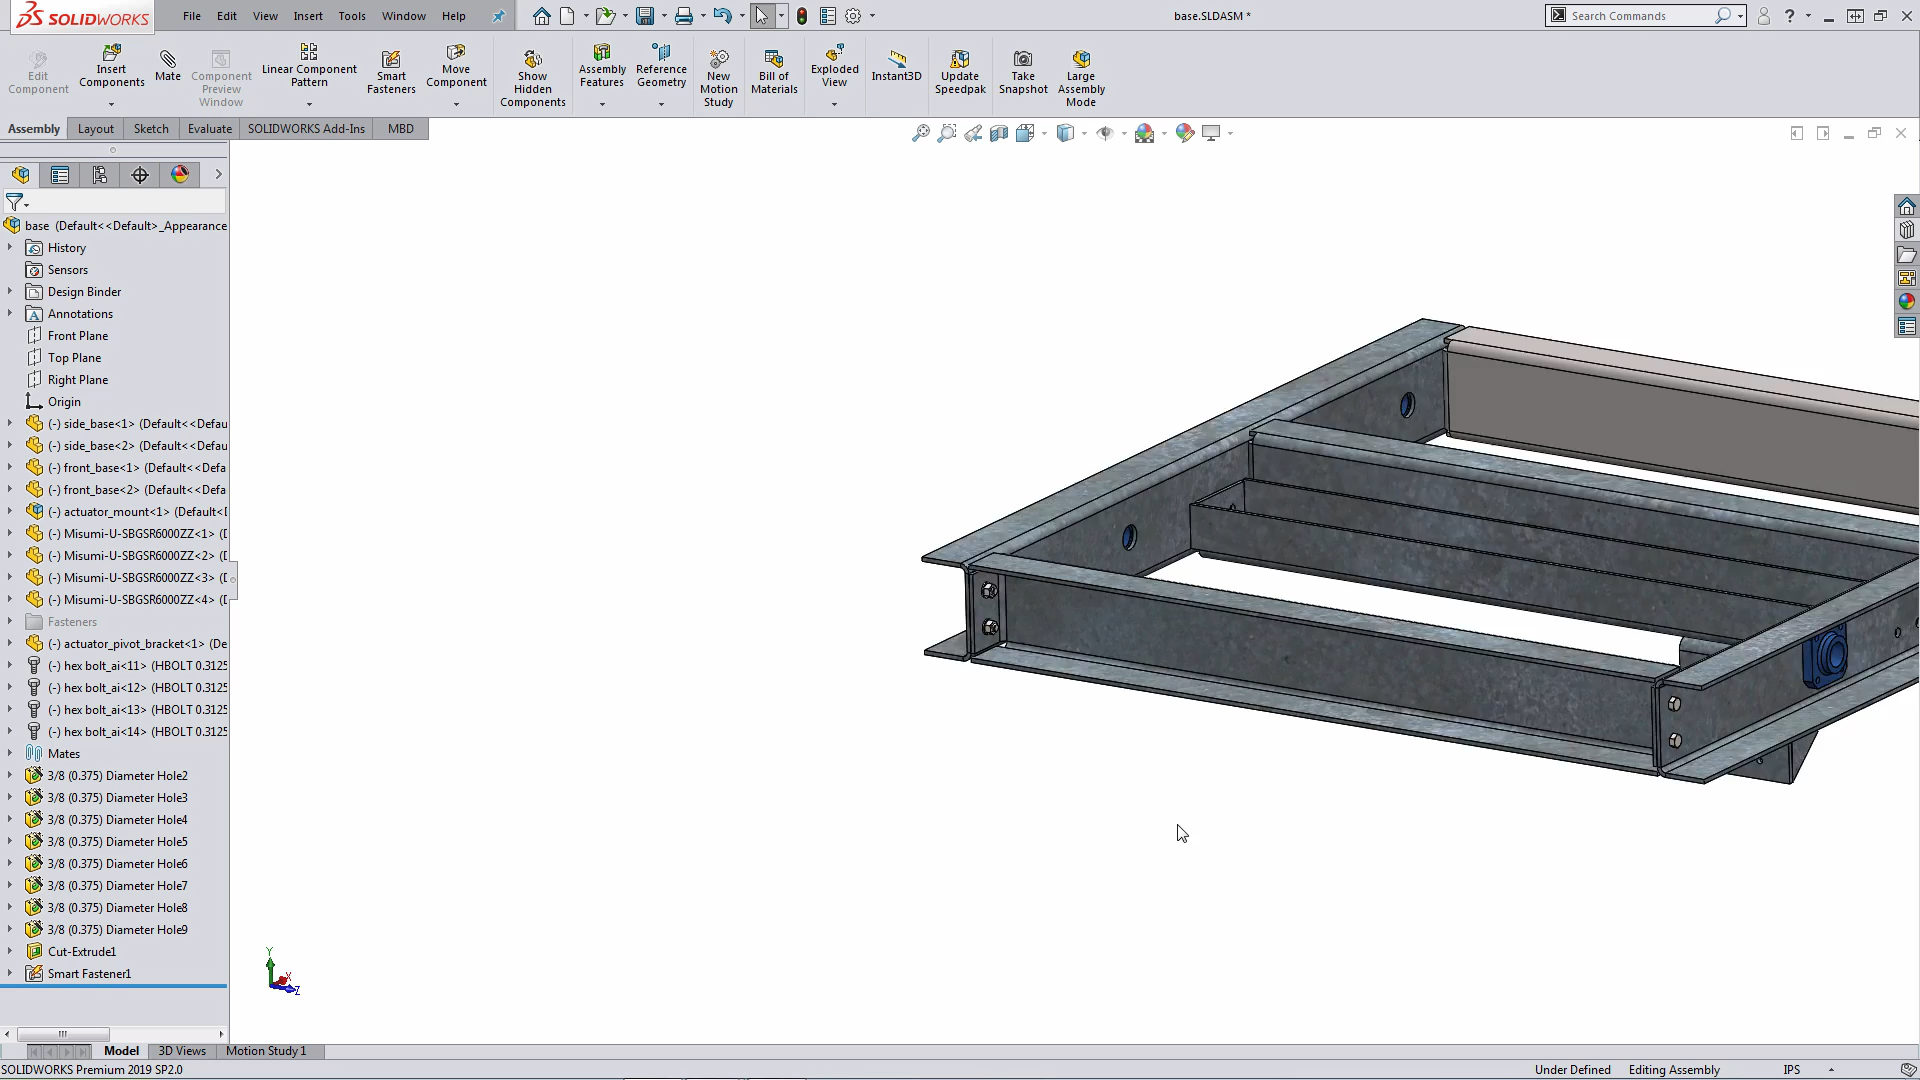 SOLIDWORKS File Edit View Insert Tools Window Help base.SLDASM * Search Commands
Edit Component
Insert Components
Mate
Component Preview Window
Linear Component Pattern
Smart Fasteners
Move Component
Show Hidden Components
Assembly Features
Reference Geometry
New Motion Study
Bill of Materials
Exploded View
Instant3D
Update Speedpak
Take Snapshot
Large Assembly Mode
Assembly Layout Sketch Evaluate SOLIDWORKS Add-Ins MBD
base (Default<<Default>_Appearance
History
Sensors
Design Binder
Annotations
Front Plane
Top Plane
Right Plane
Origin
(-) side_base<1> (Default<<Defau
(-) side_base<2> (Default<<Defau
(-) front_base<1> (Default<<Defa
(-) front_base<2> (Default<<Defa
(-) actuator_mount<1> (Default<
(-) Misumi-U-SBGSR6000ZZ<1> (
(-) Misumi-U-SBGSR6000ZZ<2> (
(-) Misumi-U-SBGSR6000ZZ<3> (
(-) Misumi-U-SBGSR6000ZZ<4> (
Fasteners
(-) actuator_pivot_bracket<1> (De
(-) hex bolt_ai<11> (HBOLT 0.3125
(-) hex bolt_ai<12> (HBOLT 0.3125
(-) hex bolt_ai<13> (HBOLT 0.3125
(-) hex bolt_ai<14> (HBOLT 0.3125
Mates
3/8 (0.375) Diameter Hole2
3/8 (0.375) Diameter Hole3
3/8 (0.375) Diameter Hole4
3/8 (0.375) Diameter Hole5
3/8 (0.375) Diameter Hole6
3/8 (0.375) Diameter Hole7
3/8 (0.375) Diameter Hole8
3/8 (0.375) Diameter Hole9
Cut-Extrude1
Smart Fastener1
Y
X
Z
Model 3D Views Motion Study 1
SOLIDWORKS Premium 2019 SP2.0 Under Defined Editing Assembly IPS